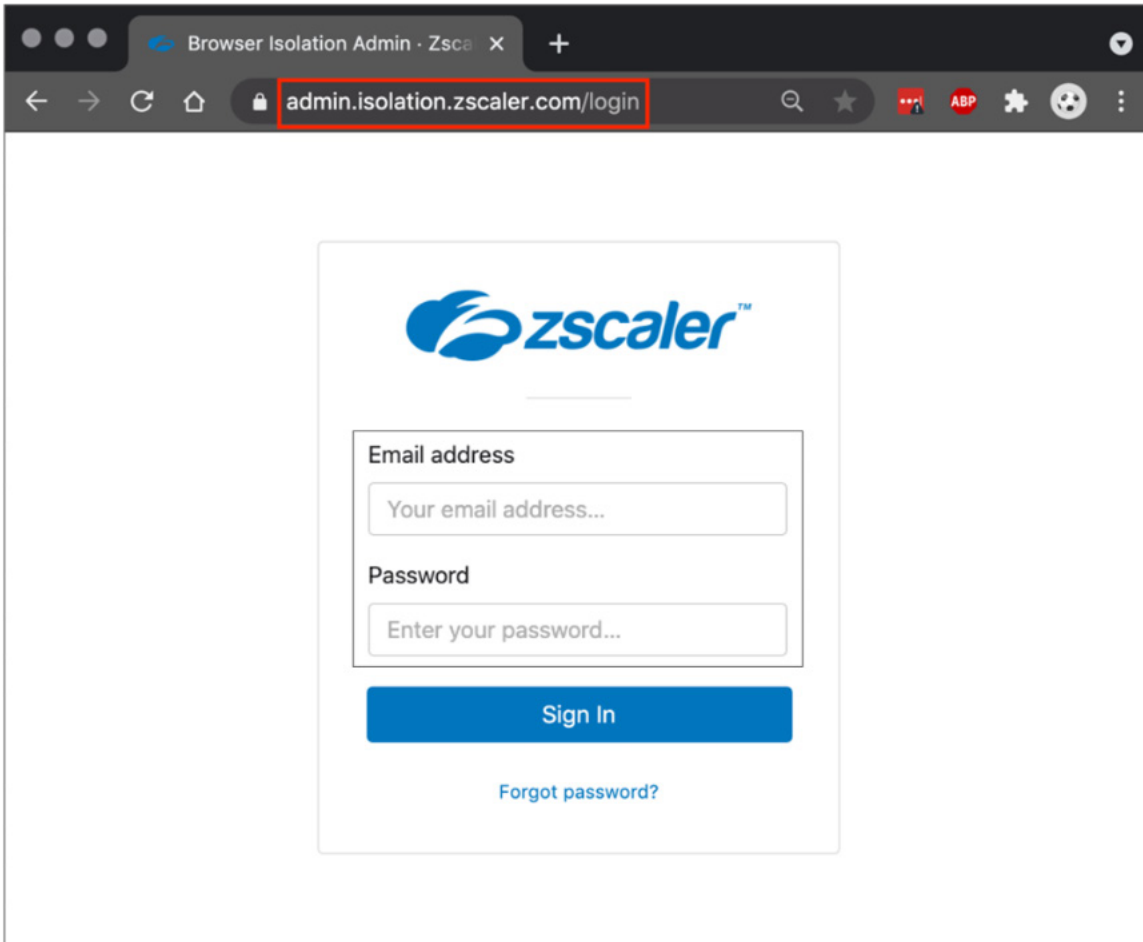 Browser Isolation Admin · Zsca
admin.isolation.zscaler.com/login
ABP
zscaler™
Email address
Your email address...
Password
Enter your password...
Sign In
Forgot password?